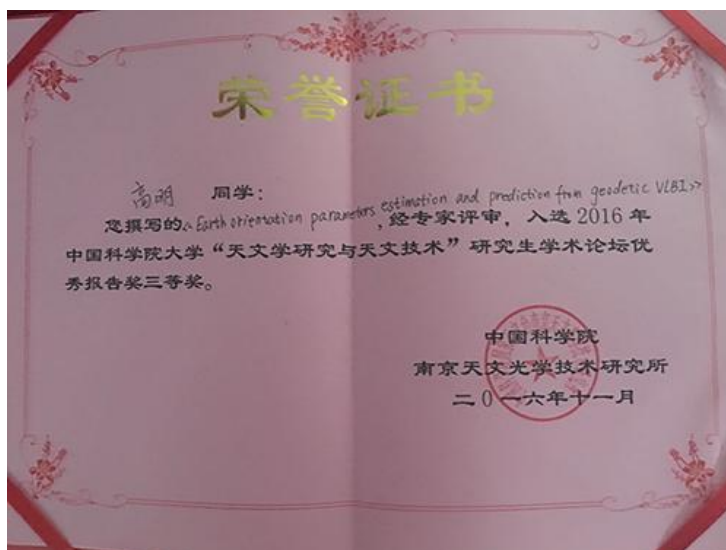 荣誉证书
高明 同学：
您撰写的《Earth orientation parameters estimation and prediction from geodetic VLBI》，经专家评审，入选 2016 年
中国科学院大学“天文学研究与天文技术”研究生学术论坛优
秀报告奖三等奖。
中国科学院
南京天文光学技术研究所
二0一六年十一月